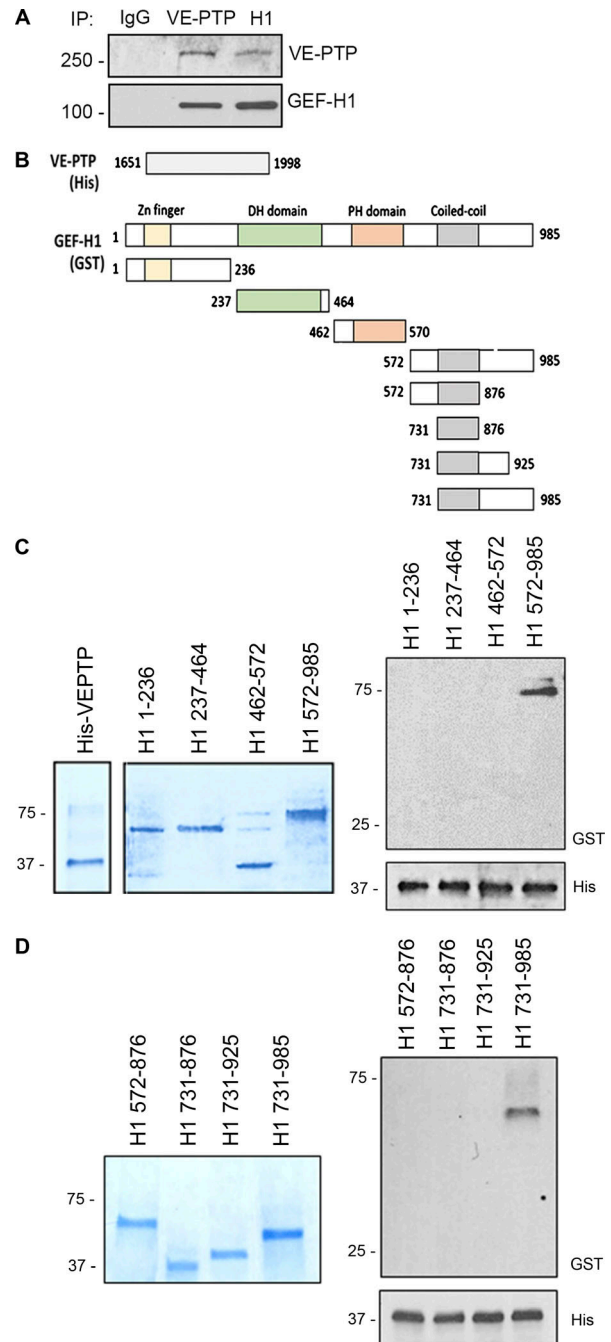 A
IP: IgG VE-PTP H1
250 - VE-PTP
100 - GEF-H1
B
VE-PTP (His) 1651 1998
Zn finger DH domain PH domain Coiled-coil
GEF-H1 (GST) 1 985
1 236
237 464
462 570
572 985
572 876
731 876
731 925
731 985
C
His-VEPTP H1 1-236 H1 237-464 H1 462-572 H1 572-985
75 -
37 -
H1 1-236 H1 237-464 H1 462-572 H1 572-985
75 -
25 -
GST
37 - His
D
H1 572-876 H1 731-876 H1 731-925 H1 731-985
75 -
37 -
H1 572-876 H1 731-876 H1 731-925 H1 731-985
75 -
25 -
GST
37 - His